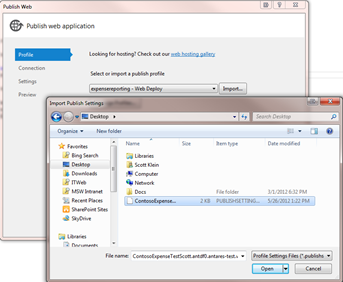 Publish Web
Publish web application
Profile
Connection
Settings
Preview
Looking for hosting? Check out our web hosting gallery
Select or import a publish profile
expensereporting - Web Deploy
Import...
Import Publish Settings
Desktop
Search Desktop
Organize
New folder
Favorites
Bing Search
Desktop
Downloads
ITWeb
MSW Intranet
Recent Places
SharePoint Sites
SkyDrive
Libraries
Documents
Name
Size
Item type
Date modified
Libraries
Scott Klein
Computer
Network
Docs
File folder
3/1/2012 6:32 PM
ContosoExpense...
2 KB
PUBLISHSETTING...
5/26/2012 1:22 PM
File name:
ContosoExpenseTestScott.antdf0.antares-test.
Profile Settings Files (*.publishs
Open
Cancel